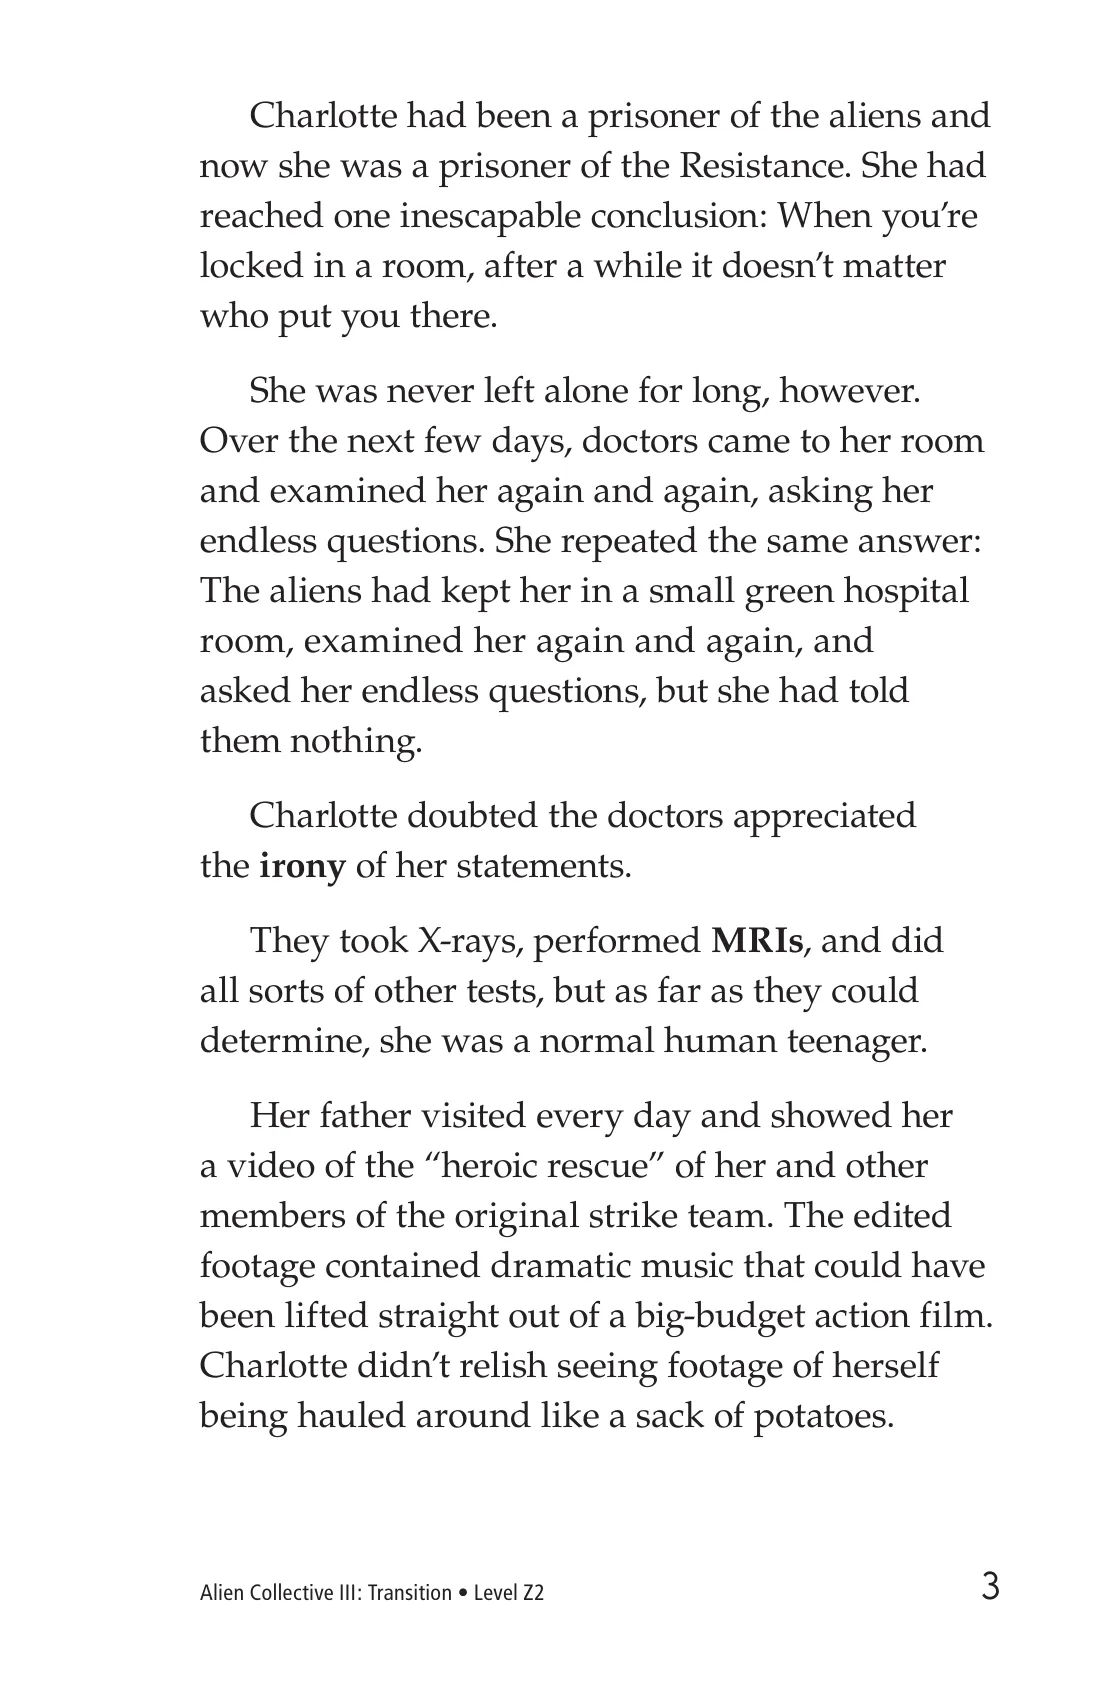 Charlotte had been a prisoner of the aliens and
now she was a prisoner of the Resistance. She had
reached one inescapable conclusion: When you’re
locked in a room, after a while it doesn’t matter
who put you there.
She was never left alone for long, however.
Over the next few days, doctors came to her room
and examined her again and again, asking her
endless questions. She repeated the same answer:
The aliens had kept her in a small green hospital
room, examined her again and again, and
asked her endless questions, but she had told
them nothing.
Charlotte doubted the doctors appreciated
the irony of her statements.
They took X-rays, performed MRIs, and did
all sorts of other tests, but as far as they could
determine, she was a normal human teenager.
Her father visited every day and showed her
a video of the “heroic rescue” of her and other
members of the original strike team. The edited
footage contained dramatic music that could have
been lifted straight out of a big-budget action film.
Charlotte didn’t relish seeing footage of herself
being hauled around like a sack of potatoes.
Alien Collective III: Transition • Level Z2 3